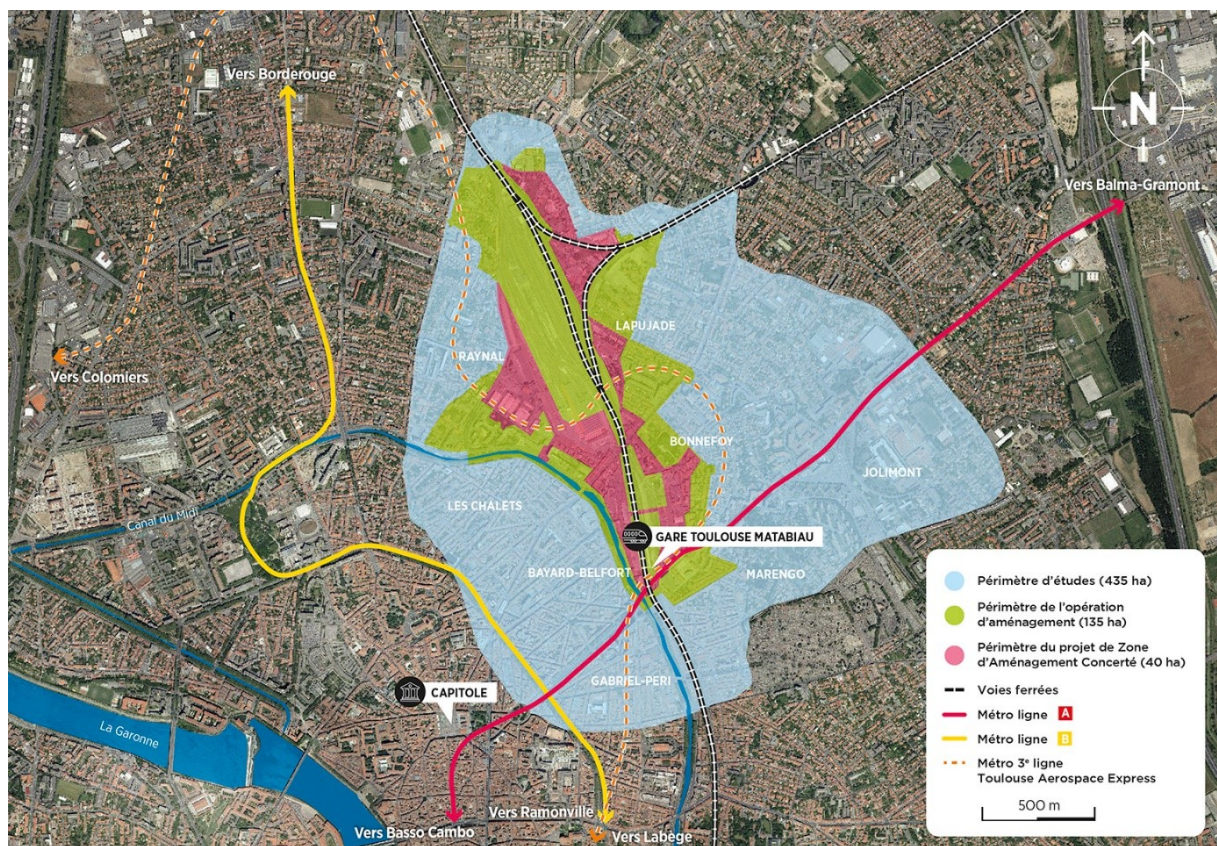 Vers Borderouge
N
Vers Balma-Gramont
LAPUJADE
RAYNAL
Vers Colomiers
BONNEFOY
JOLIMONT
LES CHALETS
Canal du Midi
GARE TOULOUSE MATABIAU
BAYARD-BELFORT
MARENGO
GABRIEL-PERI
CAPITOLE
La Garonne
Vers Ramonville
Vers Basso Cambo
Vers Labège
Périmètre d'études (435 ha)
Périmètre de l'opération
d'aménagement (135 ha)
Périmètre du projet de Zone
d'Aménagement Concerté (40 ha)
Voies ferrées
Métro ligne A
Métro ligne B
Métro 3e ligne
Toulouse Aerospace Express
500 m